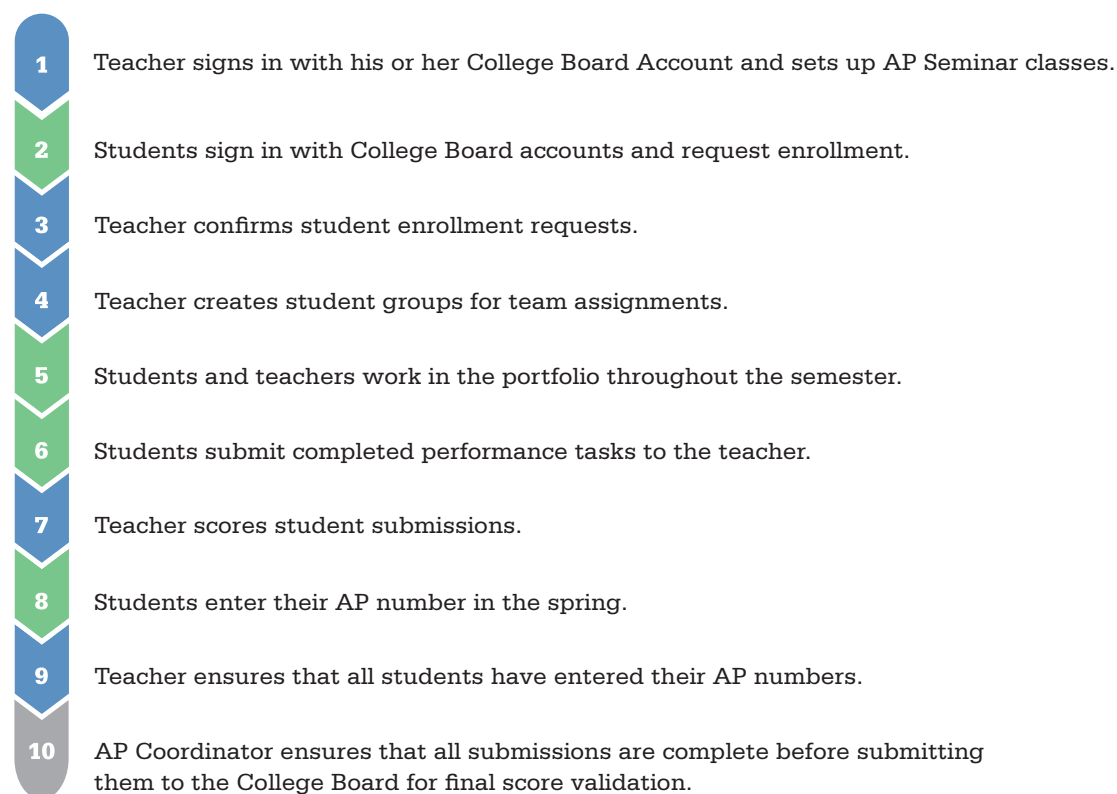 1 Teacher signs in with his or her College Board Account and sets up AP Seminar classes.
2 Students sign in with College Board accounts and request enrollment.
3 Teacher confirms student enrollment requests.
4 Teacher creates student groups for team assignments.
5 Students and teachers work in the portfolio throughout the semester.
6 Students submit completed performance tasks to the teacher.
7 Teacher scores student submissions.
8 Students enter their AP number in the spring.
9 Teacher ensures that all students have entered their AP numbers.
10 AP Coordinator ensures that all submissions are complete before submitting
them to the College Board for final score validation.